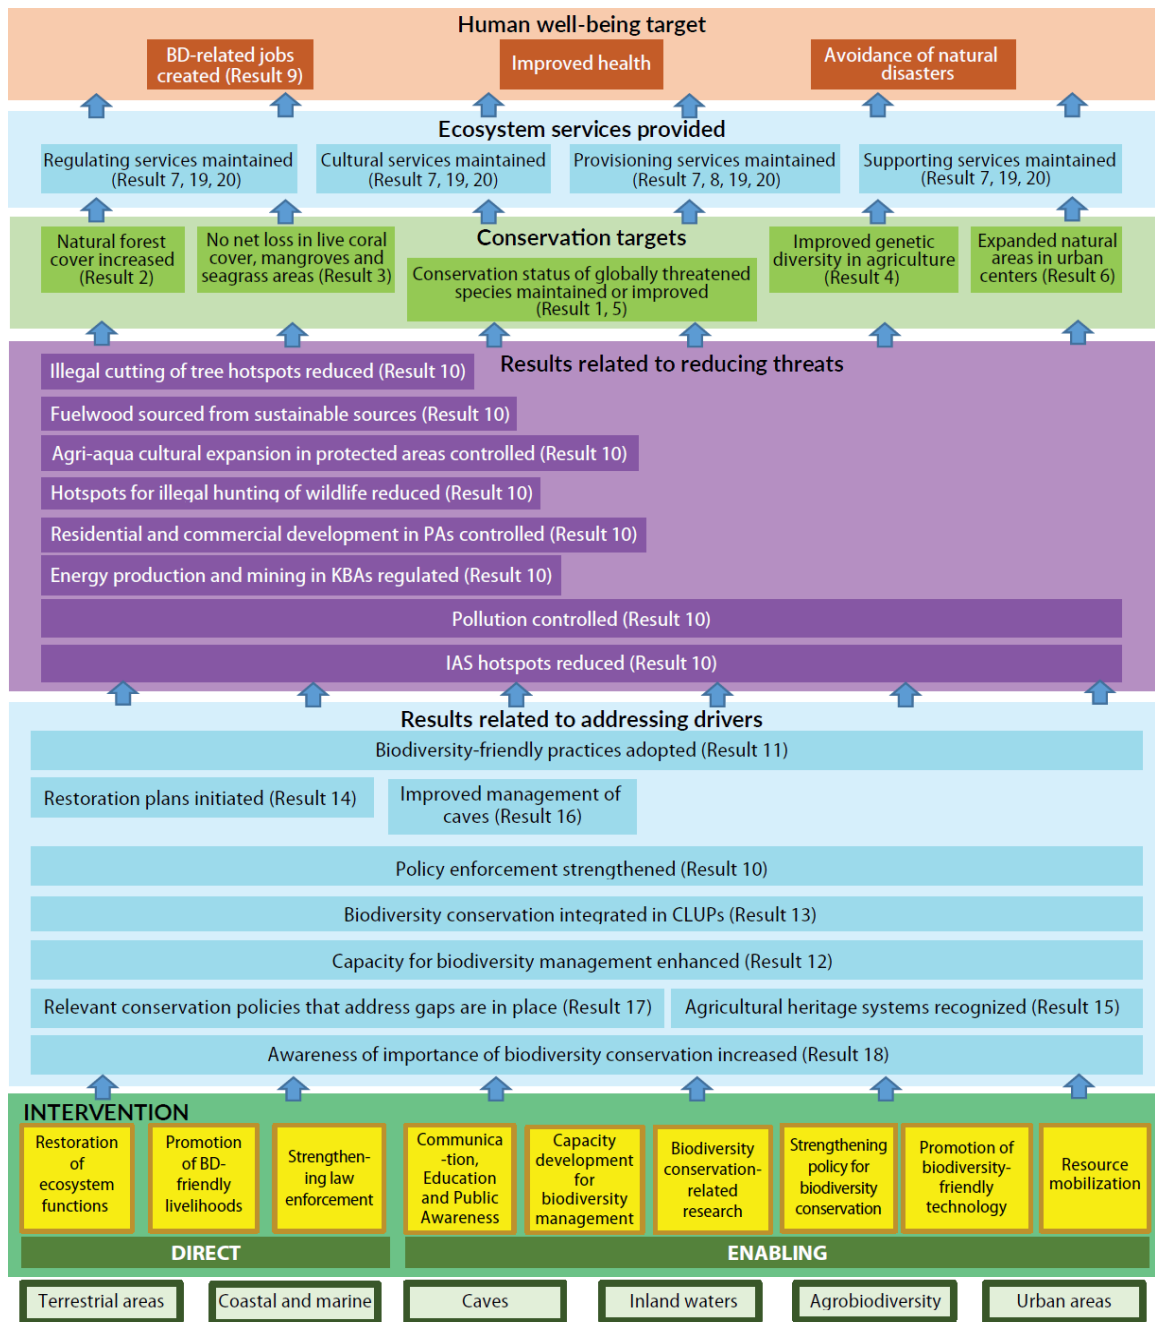 Human well-being target
BD-related jobs
created (Result 9)
Improved health
Avoidance of natural
disasters
Ecosystem services provided
Regulating services maintained
(Result 7, 19, 20)
Cultural services maintained
(Result 7, 19, 20)
Provisioning services maintained
(Result 7, 8, 19, 20)
Supporting services maintained
(Result 7, 19, 20)
Conservation targets
Natural forest
cover increased
(Result 2)
No net loss in live coral
cover, mangroves and
seagrass areas (Result 3)
Conservation status of globally threatened
species maintained or improved
(Result 1, 5)
Improved genetic
diversity in agriculture
(Result 4)
Expanded natural
areas in urban
centers (Result 6)
Results related to reducing threats
Illegal cutting of tree hotspots reduced (Result 10)
Fuelwood sourced from sustainable sources (Result 10)
Agri-aqua cultural expansion in protected areas controlled (Result 10)
Hotspots for illegal hunting of wildlife reduced (Result 10)
Residential and commercial development in PAs controlled (Result 10)
Energy production and mining in KBAs regulated (Result 10)
Pollution controlled (Result 10)
IAS hotspots reduced (Result 10)
Results related to addressing drivers
Biodiversity-friendly practices adopted (Result 11)
Restoration plans initiated (Result 14)
Improved management of
caves (Result 16)
Policy enforcement strengthened (Result 10)
Biodiversity conservation integrated in CLUPs (Result 13)
Capacity for biodiversity management enhanced (Result 12)
Relevant conservation policies that address gaps are in place (Result 17)
Agricultural heritage systems recognized (Result 15)
Awareness of importance of biodiversity conservation increased (Result 18)
INTERVENTION
Restoration
of
ecosystem
functions
Promotion
of BD-
friendly
livelihoods
Strengthen-
ing law
enforcement
Communica
-tion,
Education
and Public
Awareness
Capacity
development
for
biodiversity
management
Biodiversity
conservation-
related
research
Strengthening
policy for
biodiversity
conservation
Promotion of
biodiversity-
friendly
technology
Resource
mobilization
DIRECT
ENABLING
Terrestrial areas
Coastal and marine
Caves
Inland waters
Agrobiodiversity
Urban areas